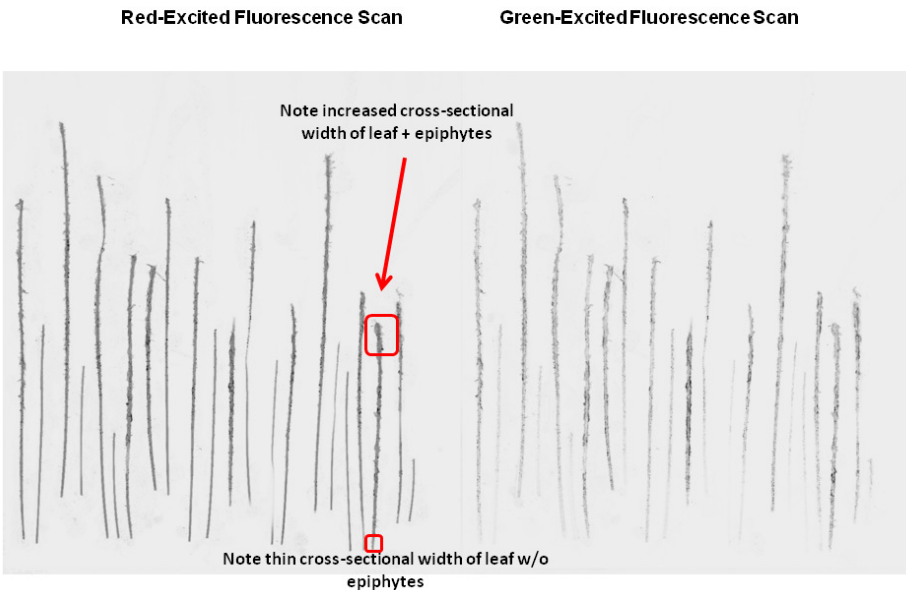 Red-Excited Fluorescence Scan
Green-Excited Fluorescence Scan
Note increased cross-sectional
width of leaf + epiphytes
Note thin cross-sectional width of leaf w/o
epiphytes